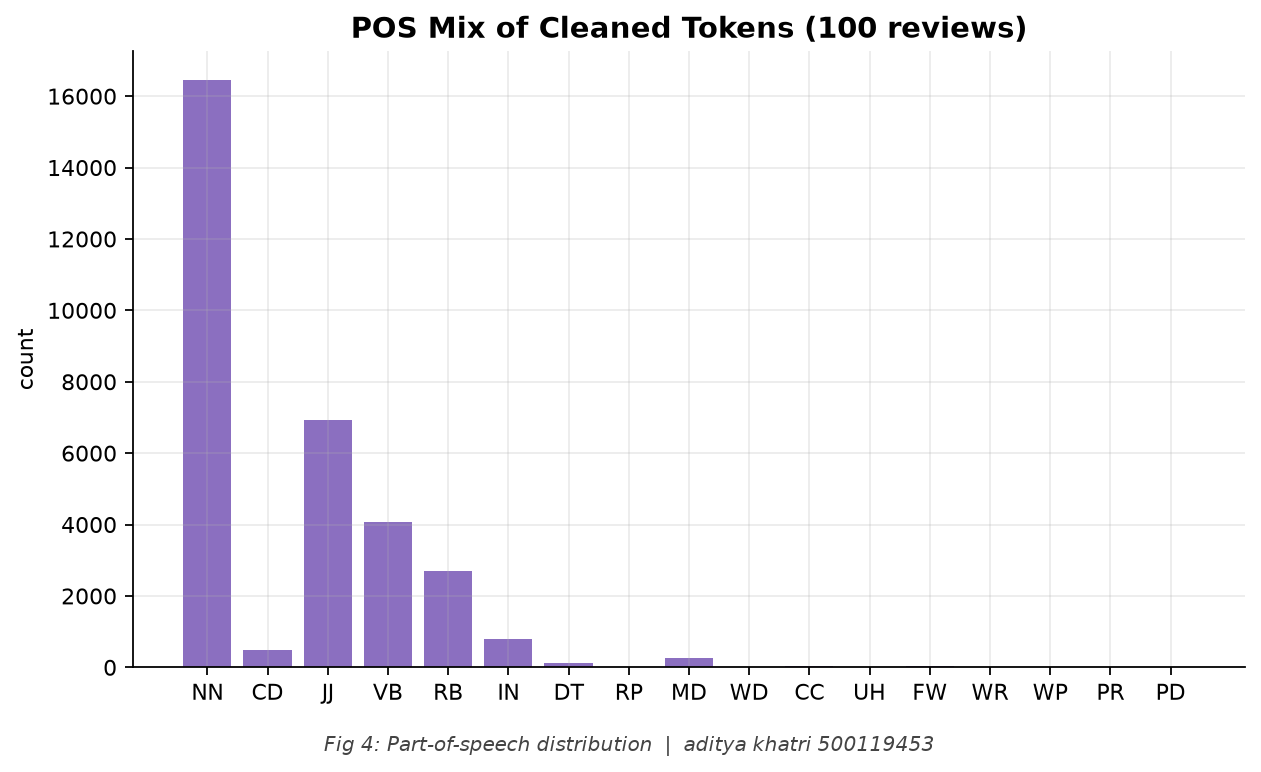 POS Mix of Cleaned Tokens (100 reviews)
count
16000
14000
12000
10000
8000
6000
4000
2000
0
NN CD JJ VB RB IN DT RP MD WD CC UH FW WR WP PR PD
Fig 4: Part-of-speech distribution | aditya khatri 500119453